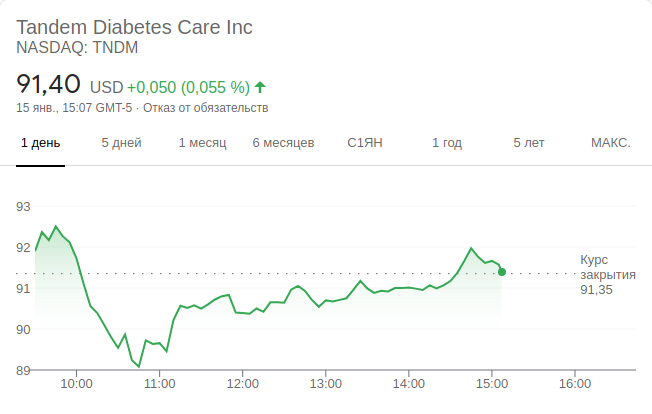 Tandem Diabetes Care Inc
NASDAQ: TNDM
91,40 USD +0,050 (0,055 %)
15 янв., 15:07 GMT-5 · Отказ от обязательств
1 день 5 дней 1 месяц 6 месяцев С1ЯН 1 год 5 лет МАКС.
93
92
Курс
закрытия
91,35
91
90
89
10:00 11:00 12:00 13:00 14:00 15:00 16:00